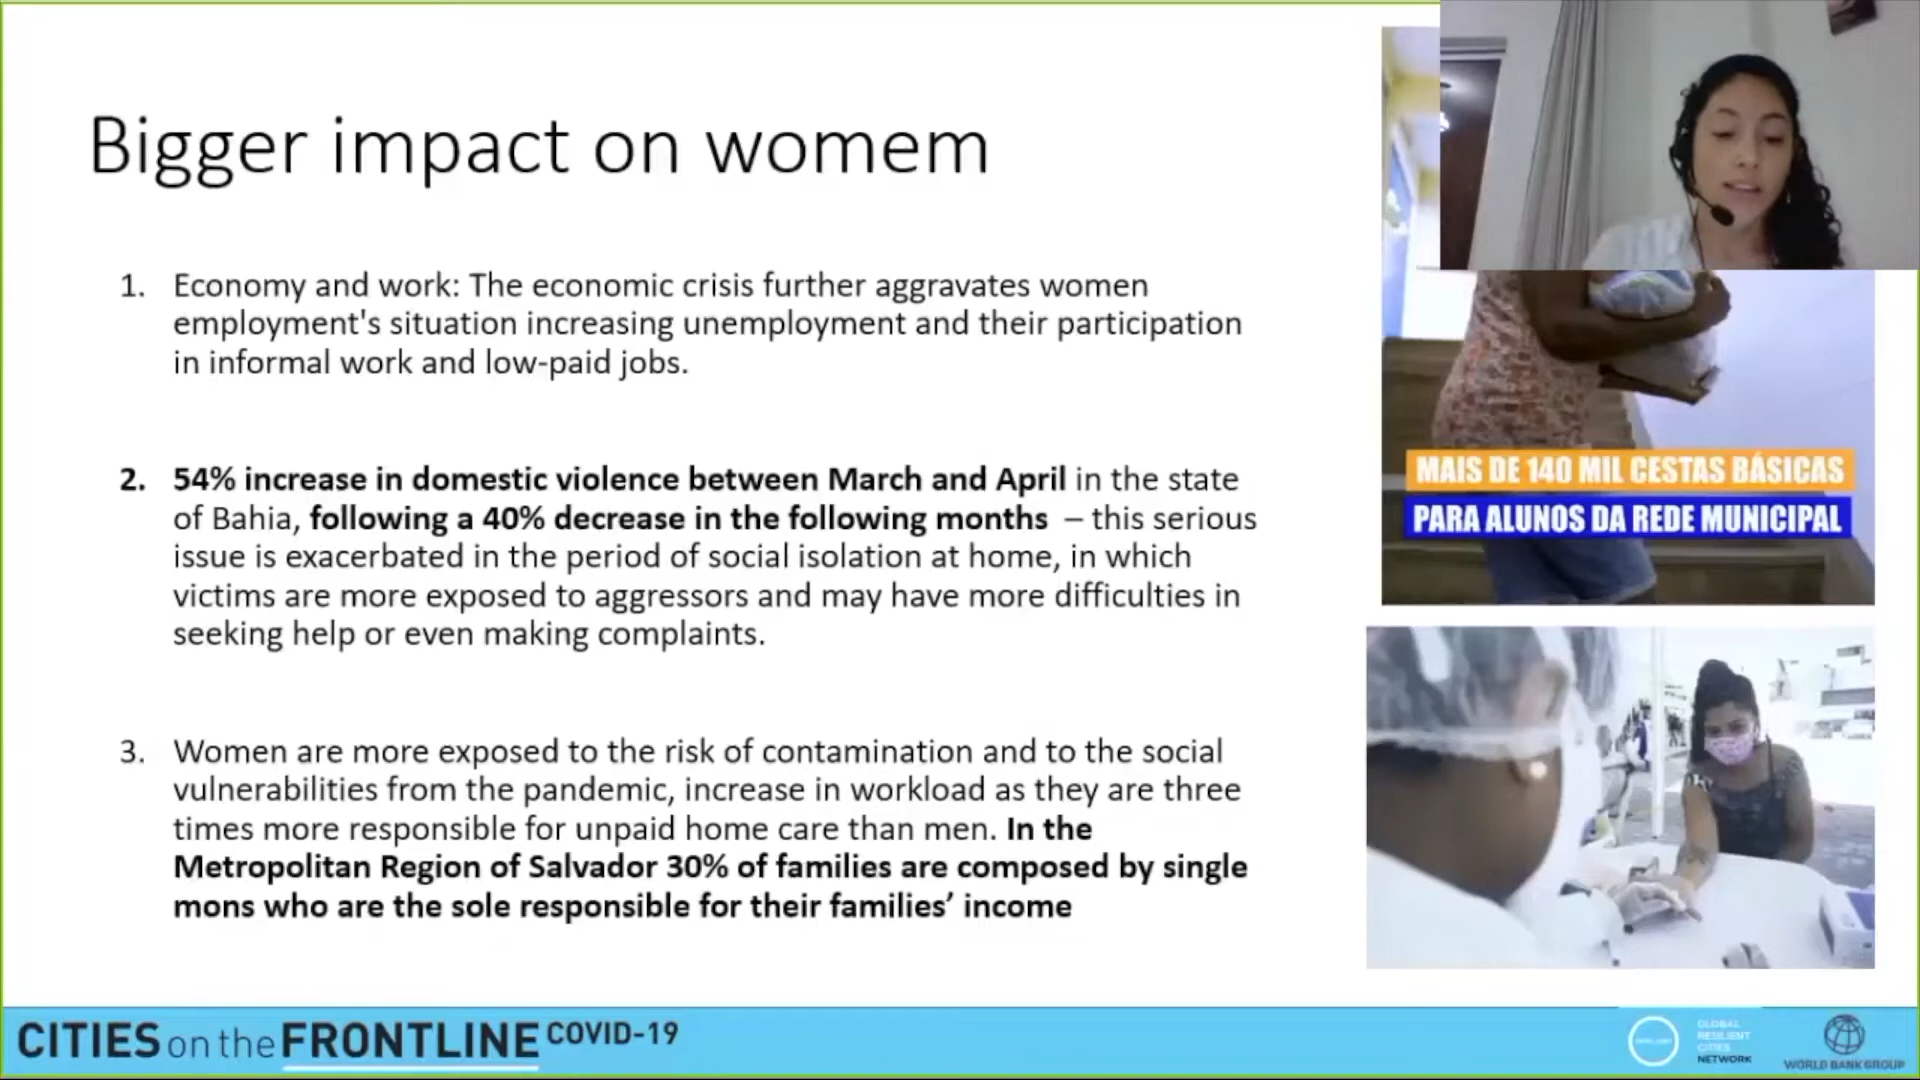 Bigger impact on womem
1. Economy and work: The economic crisis further aggravates women
employment's situation increasing unemployment and their participation
in informal work and low-paid jobs.
2. 54% increase in domestic violence between March and April in the state
of Bahia, following a 40% decrease in the following months – this serious
issue is exacerbated in the period of social isolation at home, in which
victims are more exposed to aggressors and may have more difficulties in
seeking help or even making complaints.
3. Women are more exposed to the risk of contamination and to the social
vulnerabilities from the pandemic, increase in workload as they are three
times more responsible for unpaid home care than men. In the
Metropolitan Region of Salvador 30% of families are composed by single
mons who are the sole responsible for their families’ income
MAIS DE 140 MIL CESTAS BÁSICAS
PARA ALUNOS DA REDE MUNICIPAL
CITIES on the FRONTLINE COVID-19
GLOBAL
RESILIENT
CITIES
NETWORK
WORLD BANK GROUP